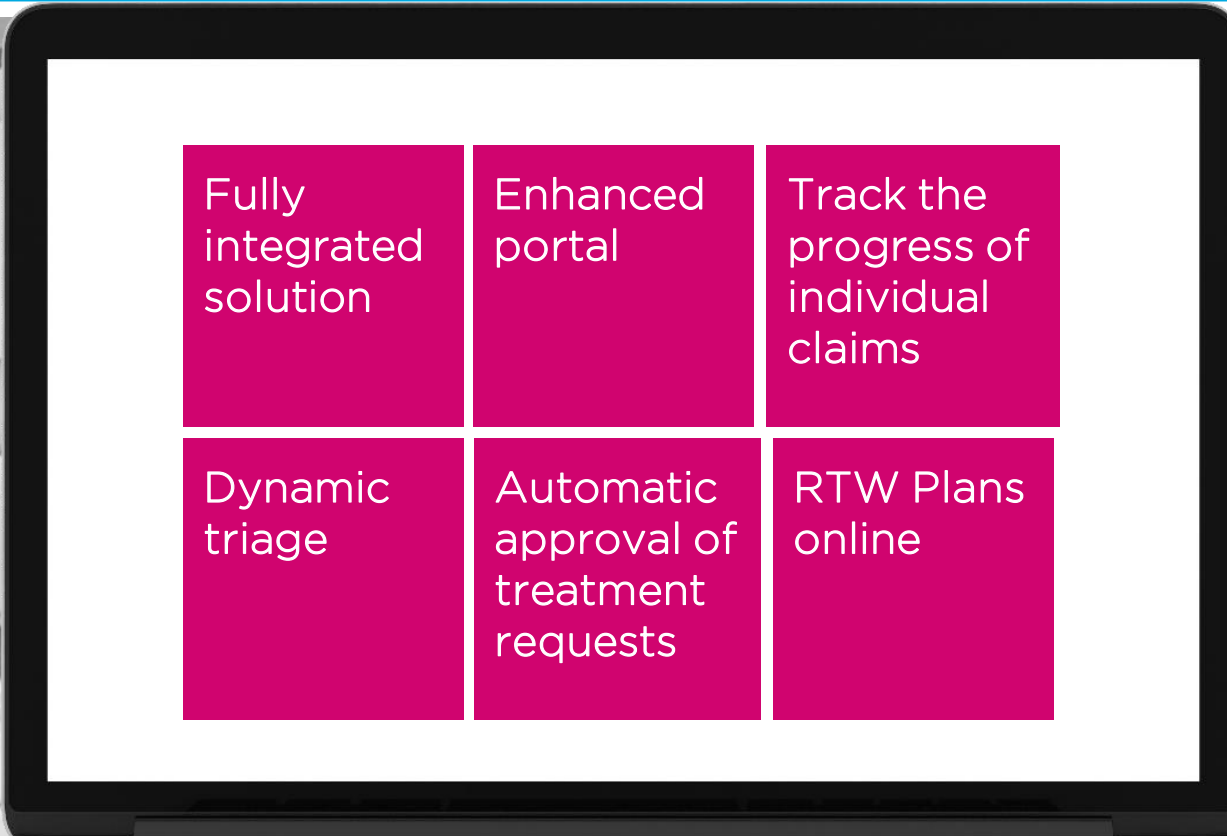 Fully
integrated
solution
Enhanced
portal
Track the
progress of
individual
claims
Dynamic
triage
Automatic
approval of
treatment
requests
RTW Plans
online